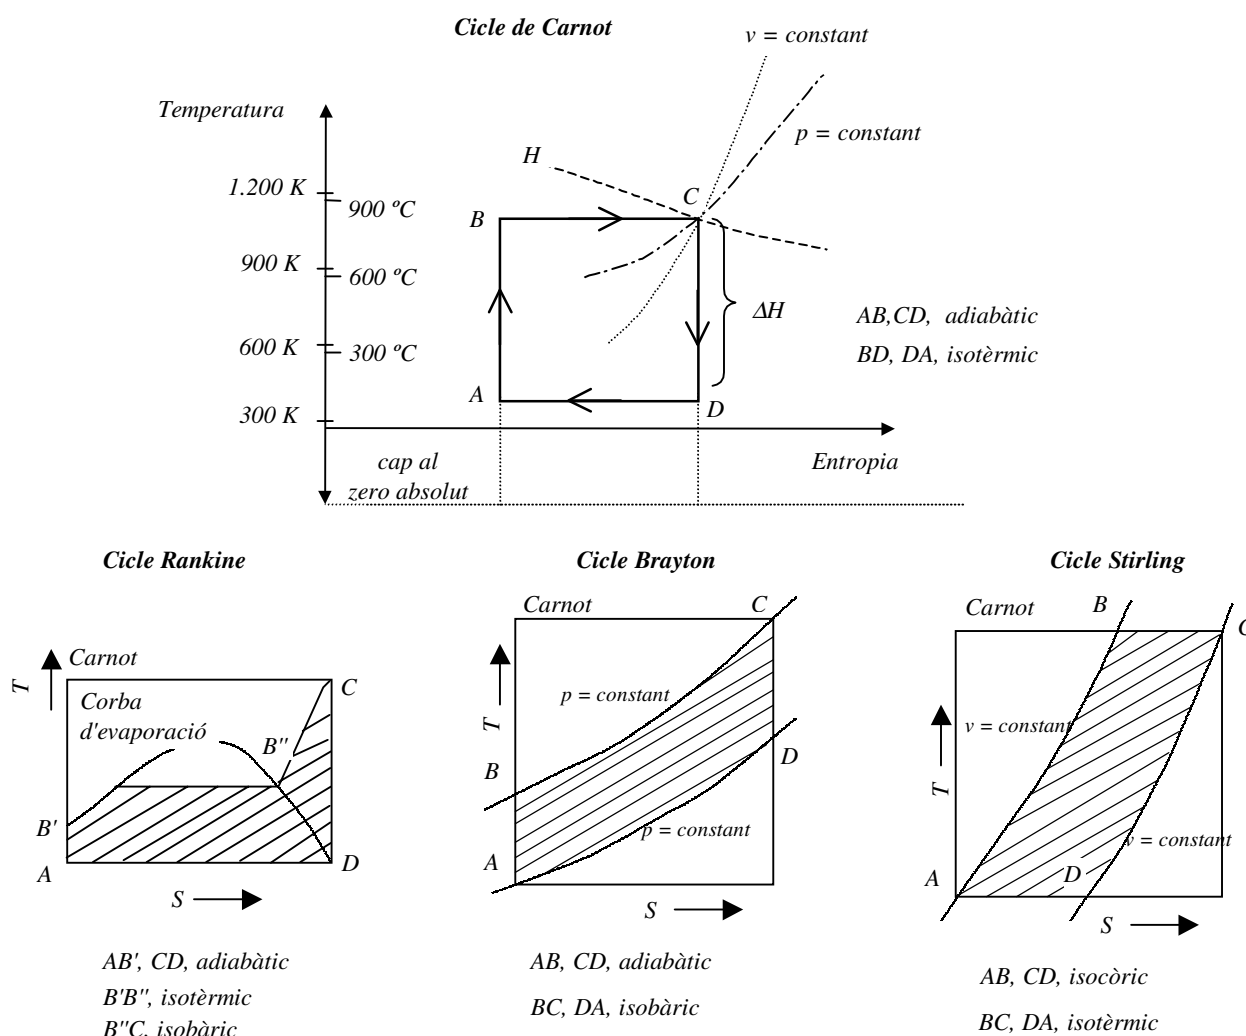 Cicle de Carnot
v = constant
Temperatura
p = constant
H
1.200 K
900 ºC
B
C
900 K
600 ºC
ΔH
AB,CD, adiabàtic
600 K
300 ºC
BD, DA, isotèrmic
A
D
300 K
cap al
zero absolut
Entropia
Cicle Rankine
Carnot
T
C
Corba
d'evaporació
B''
B'
A
D
S
AB', CD, adiabàtic
B'B'', isotèrmic
B''C, isobàric
Cicle Brayton
Carnot
C
p = constant
T
B
D
p = constant
A
S
AB, CD, adiabàtic
BC, DA, isobàric
Cicle Stirling
Carnot
B
C
v = constant
T
v = constant
A
D
S
AB, CD, isocòric
BC, DA, isotèrmic